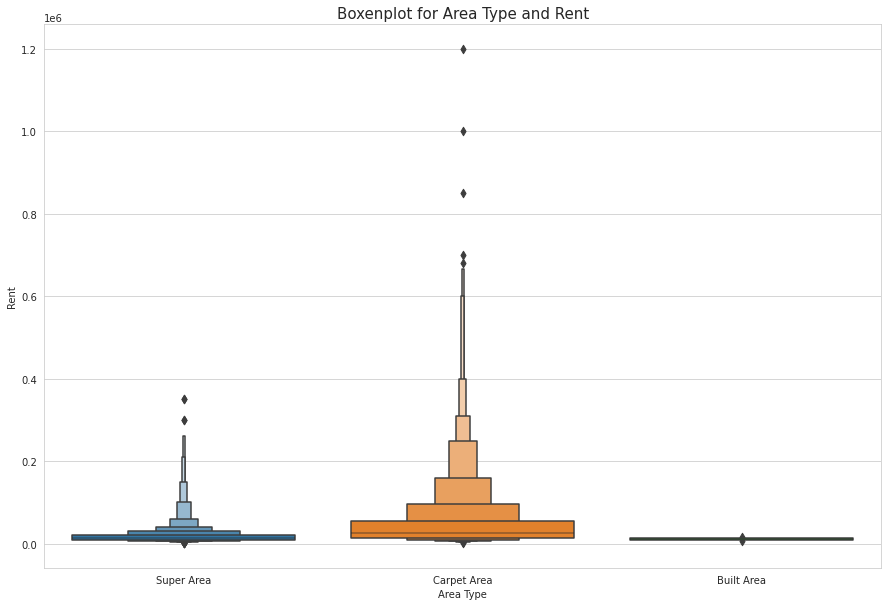 Boxenplot for Area Type and Rent
1e6
1.2
1.0
0.8
0.6
0.4
0.2
0.0
Rent
Super Area
Carpet Area
Built Area
Area Type